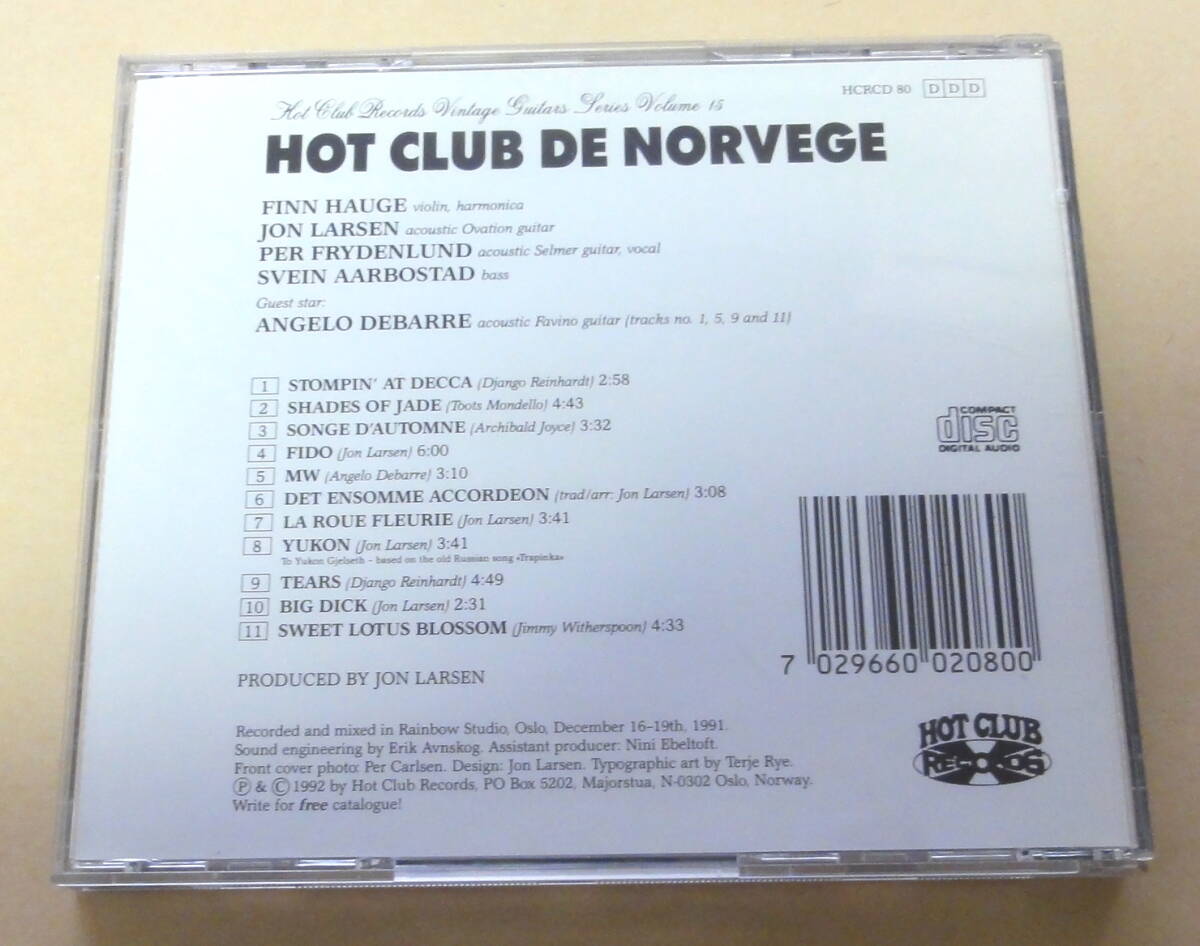 Hot Club Records Vintage Guitars Series Volume 15
HCRCD 80 DDD
HOT CLUB DE NORVEGE
FINN HAUGE violin, harmonica
JON LARSEN acoustic Ovation guitar
PER FRYDENLUND acoustic Selmer guitar, vocal
SVEIN AARBOSTAD bass
Guest star:
ANGELO DEBARRE acoustic Favino guitar (tracks no. 1, 5, 9 and 11)
1 STOMPIN' AT DECCA (Django Reinhardt) 2:58
2 SHADES OF JADE (Toots Mondello) 4:43
3 SONGE D'AUTOMNE (Archibald Joyce) 3:32
4 FIDO (Jon Larsen) 6:00
5 MW (Angelo Debarre) 3:10
6 DET ENSOMME ACCORDEON (trad/arr: Jon Larsen) 3:08
7 LA ROUE FLEURIE (Jon Larsen) 3:41
8 YUKON (Jon Larsen) 3:41
To Yukon Gjelseth - based on the old Russian song «Trapinka»
9 TEARS (Django Reinhardt) 4:49
10 BIG DICK (Jon Larsen) 2:31
11 SWEET LOTUS BLOSSOM (Jimmy Witherspoon) 4:33
COMPACT
disc
DIGITAL AUDIO
7 029660 020800
PRODUCED BY JON LARSEN
Recorded and mixed in Rainbow Studio, Oslo, December 16-19th, 1991.
Sound engineering by Erik Avnskog. Assistant producer: Nini Ebeltoft.
Front cover photo: Per Carlsen. Design: Jon Larsen. Typographic art by Terje Rye.
Ⓟ & © 1992 by Hot Club Records, PO Box 5202, Majorstua, N-0302 Oslo, Norway.
Write for free catalogue!
HOT CLUB
RECORDS